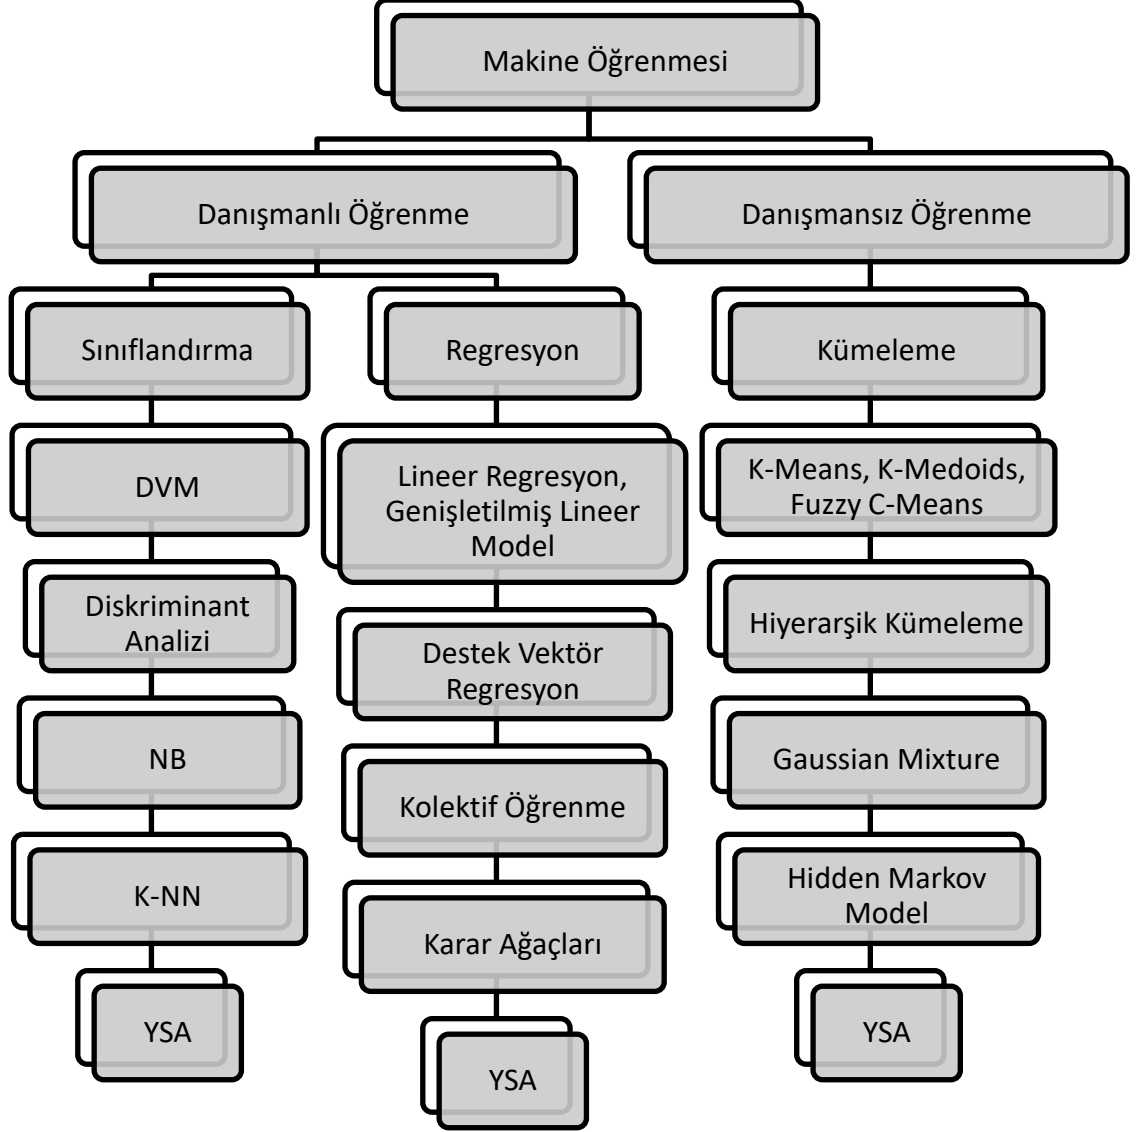 Makine Öğrenmesi
Danışmanlı Öğrenme
Danışmansız Öğrenme
Sınıflandırma
Regresyon
Kümeleme
DVM
Lineer Regresyon,
Genişletilmiş Lineer
Model
K-Means, K-Medoids,
Fuzzy C-Means
Diskriminant
Analizi
Destek Vektör
Regresyon
Hiyerarşik Kümeleme
NB
Kolektif Öğrenme
Gaussian Mixture
K-NN
Karar Ağaçları
Hidden Markov
Model
YSA
YSA
YSA